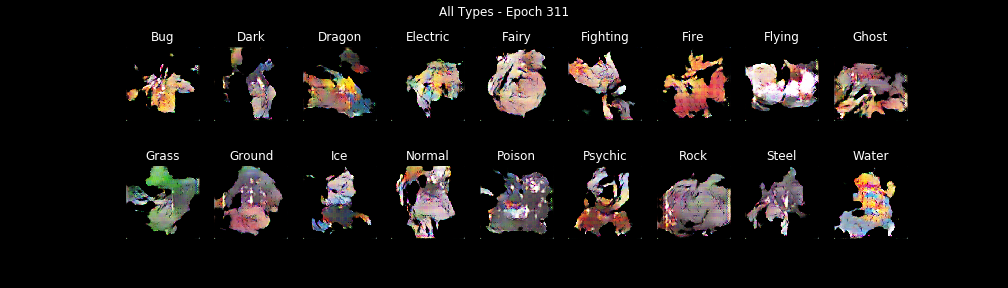 All Types - Epoch 311
Bug Dark Dragon Electric Fairy Fighting Fire Flying Ghost
Grass Ground Ice Normal Poison Psychic Rock Steel Water